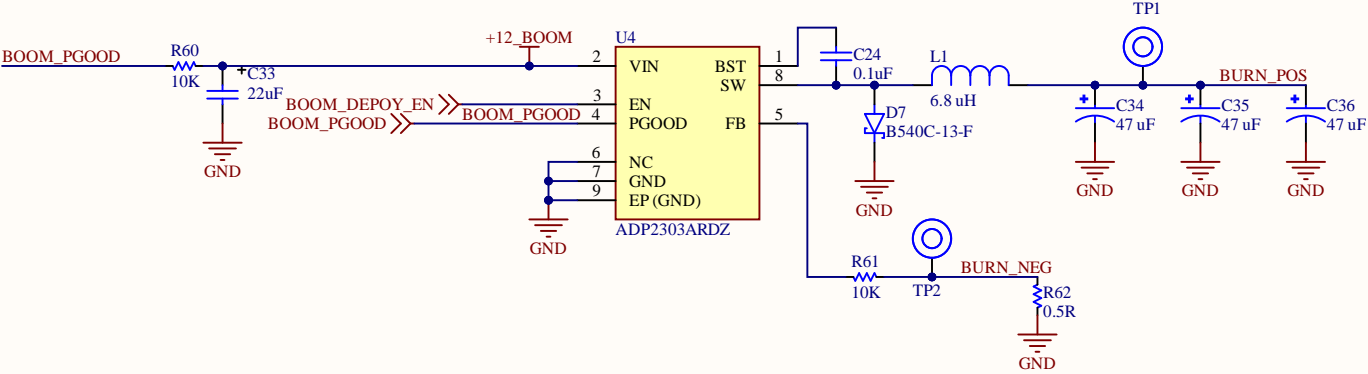 TP1
BOOM_PGOOD
R60
10K
C33
22uF
GND
+12_BOOM
U4
2
VIN
BOOM_DEPOY_EN
3
EN
BOOM_PGOOD
BOOM_PGOOD
4
PGOOD
6
NC
7
GND
9
EP (GND)
GND
ADP2303ARDZ
BST
1
SW
8
FB
5
C24
0.1uF
D7
B540C-13-F
GND
L1
6.8 uH
BURN_POS
C34
47 uF
GND
C35
47 uF
GND
C36
47 uF
GND
R61
10K
TP2
BURN_NEG
R62
0.5R
GND